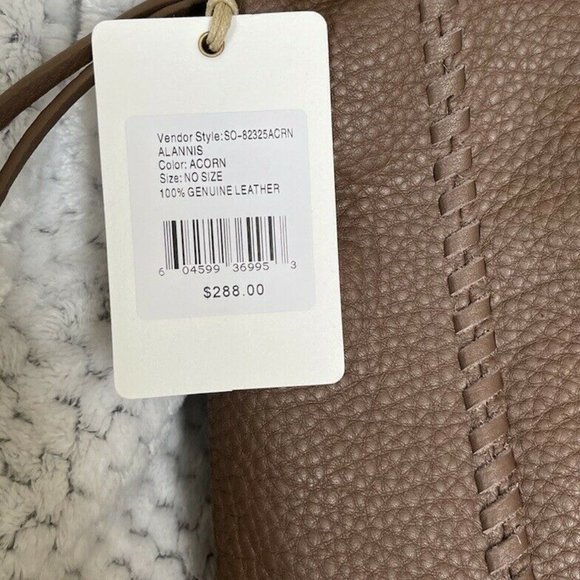 Vendor Style:SO-82325ACRN
ALANNIS
Color: ACORN
Size: NO SIZE
100% GENUINE LEATHER
6 04599 36995 3
$288.00